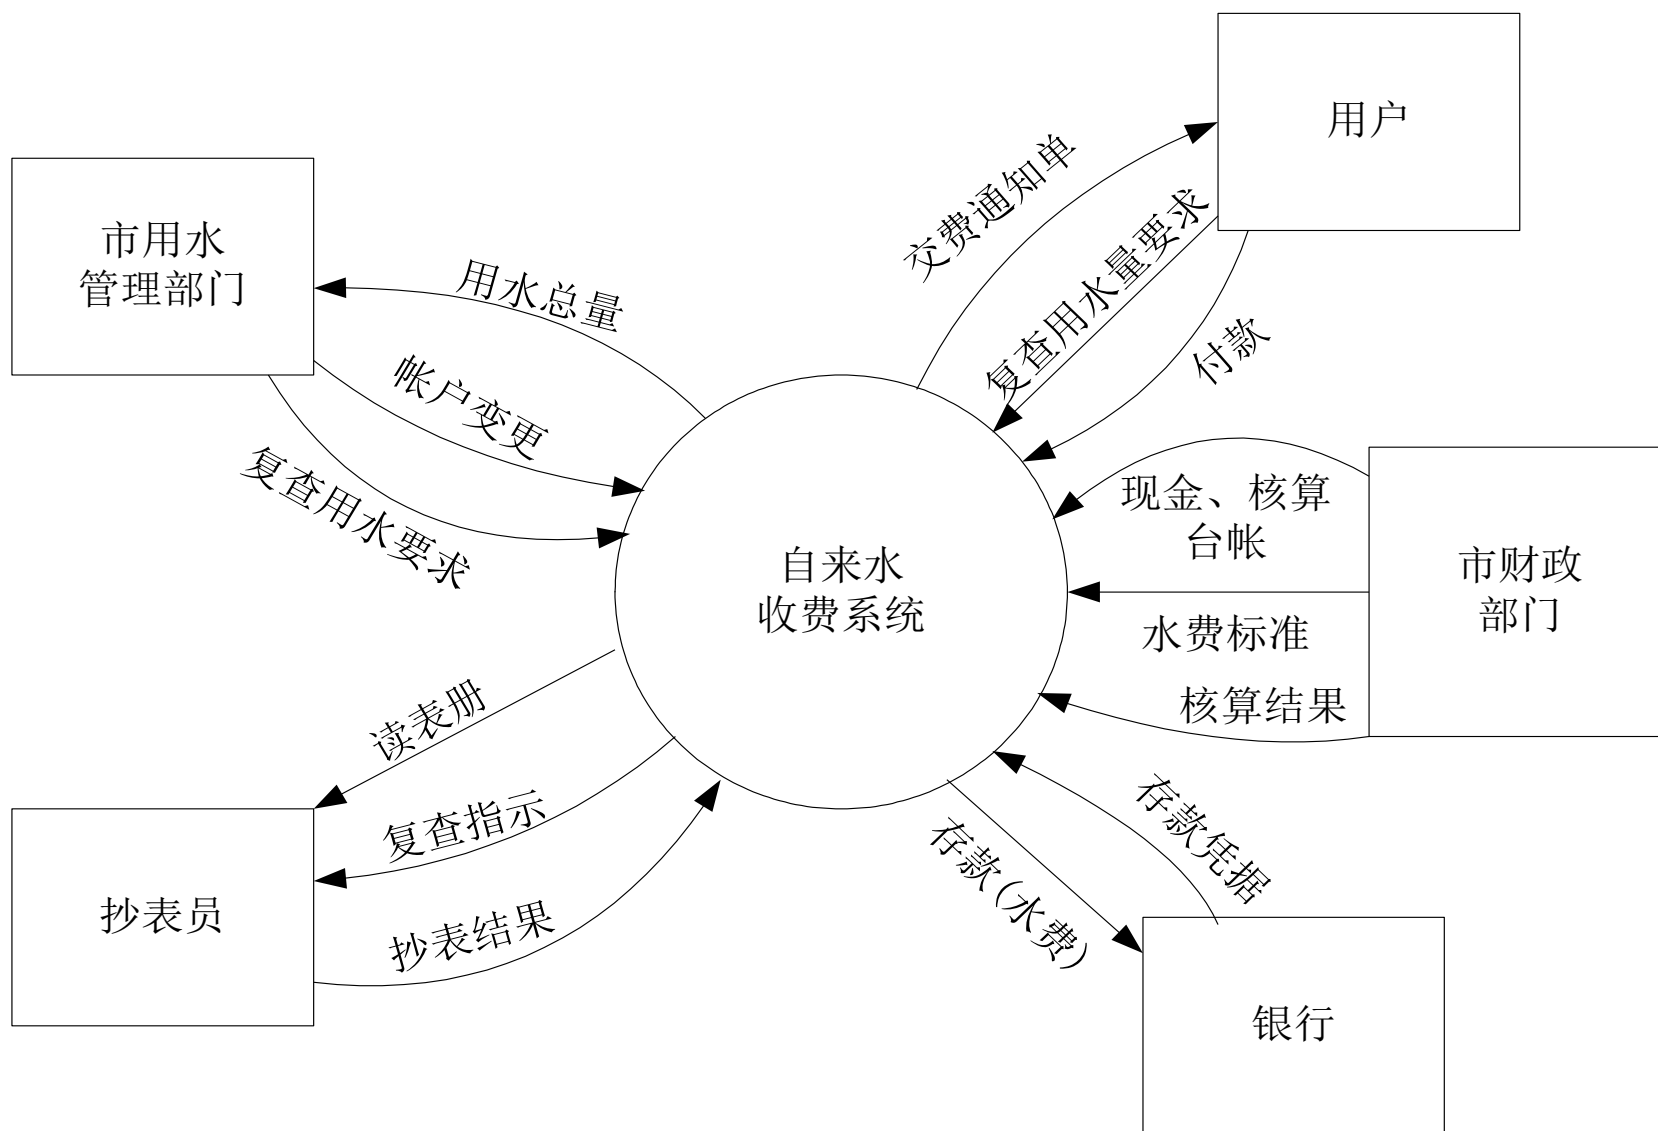 用户
交费通知单
复查用水量要求
付款
市用水
管理部门
用水总量
帐户变更
复查用水要求
自来水
收费系统
现金、核算
台帐
水费标准
核算结果
市财政
部门
读表册
复查指示
抄表结果
抄表员
存款(水费)
存款凭据
银行